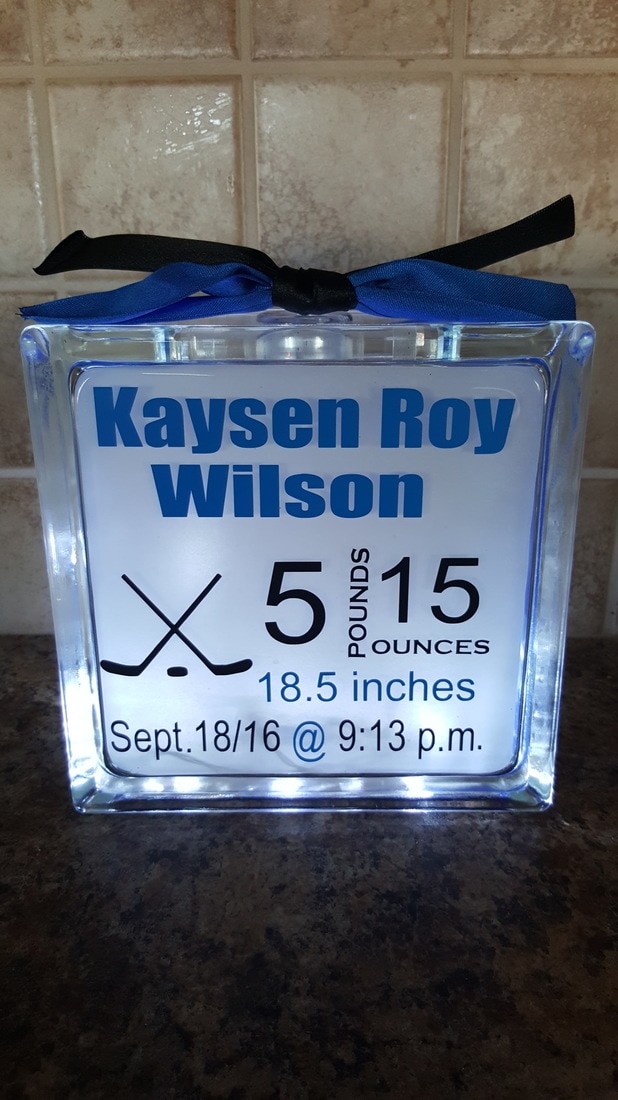 Kaysen Roy
Wilson
5 POUNDS 15 OUNCES
18.5 inches
Sept.18/16 @ 9:13 p.m.